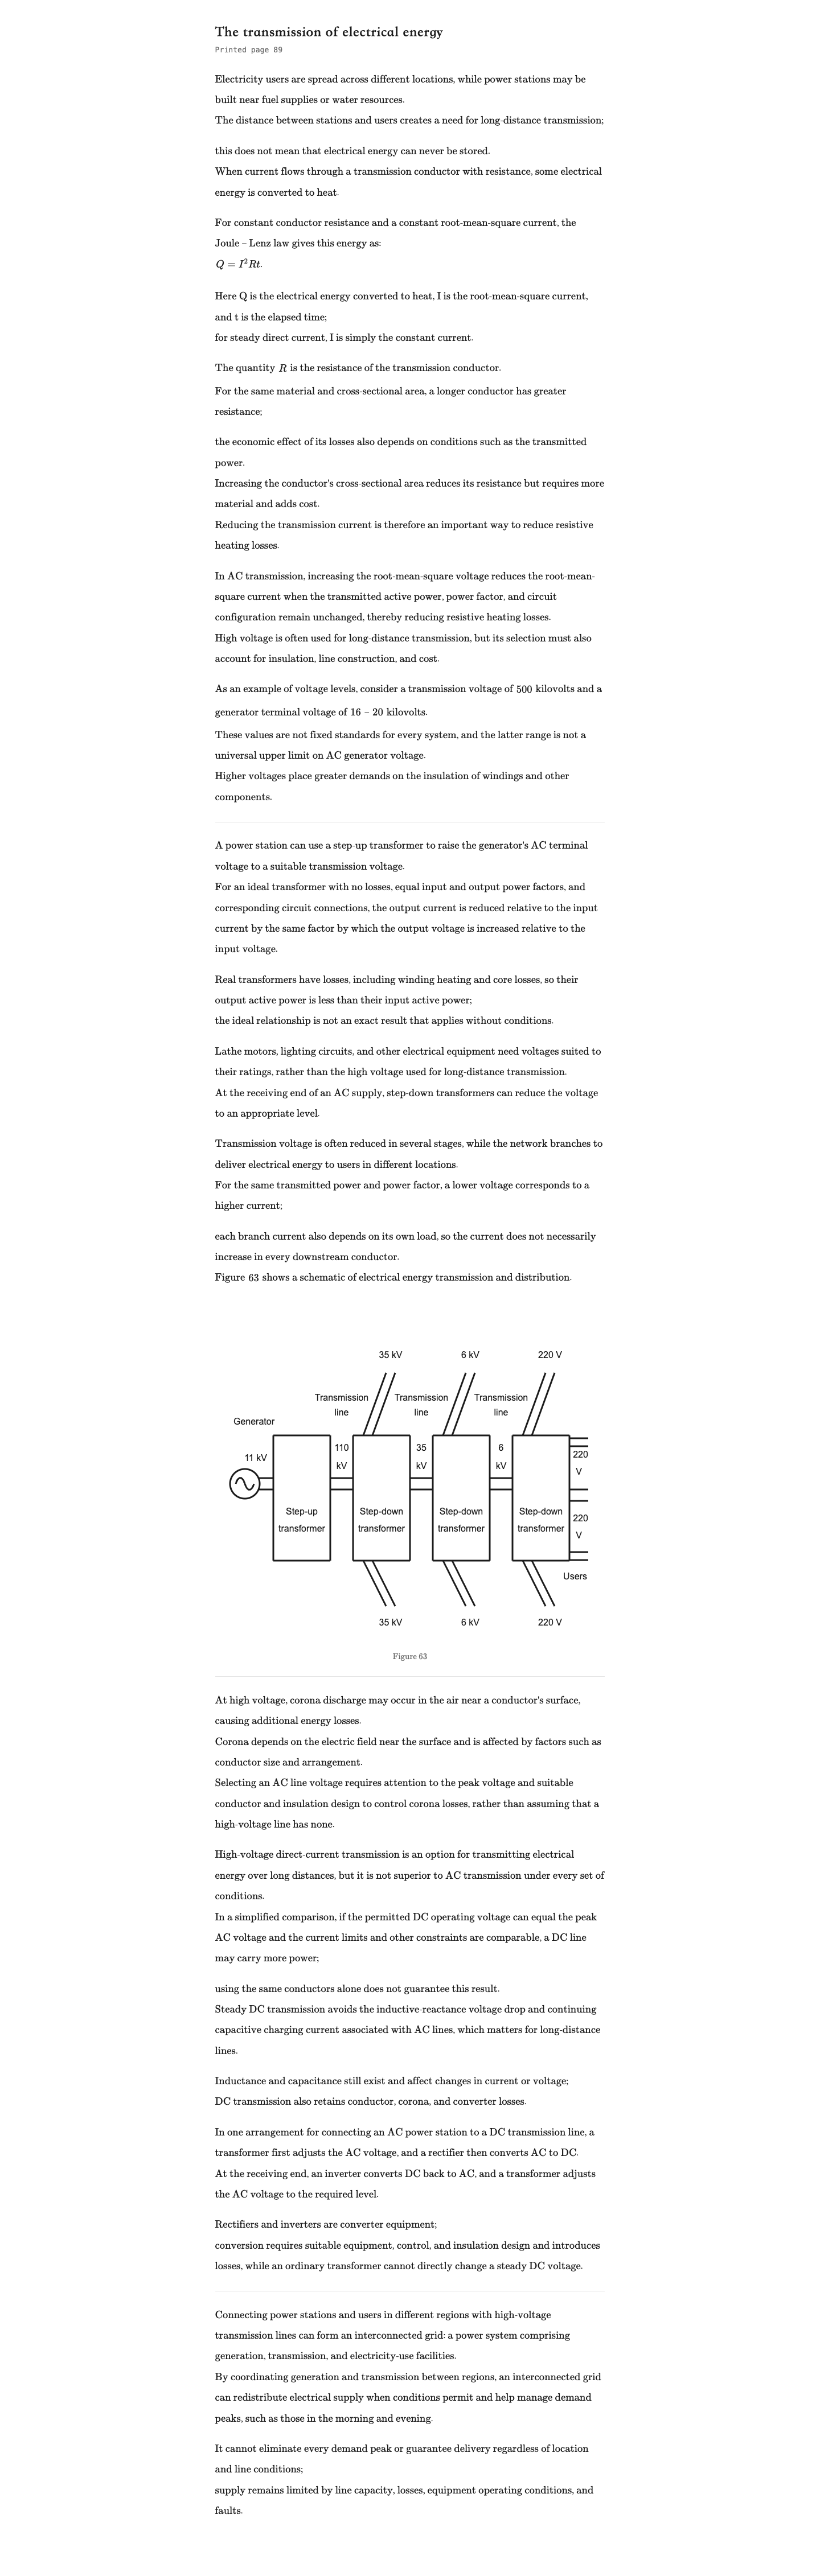 The transmission of electrical energy
Printed page 89
Electricity users are spread across different locations, while power stations may be
built near fuel supplies or water resources.
The distance between stations and users creates a need for long-distance transmission;
this does not mean that electrical energy can never be stored.
When current flows through a transmission conductor with resistance, some electrical
energy is converted to heat.
For constant conductor resistance and a constant root-mean-square current, the
Joule – Lenz law gives this energy as:
Q = I²Rt.
Here Q is the electrical energy converted to heat, I is the root-mean-square current,
and t is the elapsed time;
for steady direct current, I is simply the constant current.
The quantity R is the resistance of the transmission conductor.
For the same material and cross-sectional area, a longer conductor has greater
resistance;
the economic effect of its losses also depends on conditions such as the transmitted
power.
Increasing the conductor's cross-sectional area reduces its resistance but requires more
material and adds cost.
Reducing the transmission current is therefore an important way to reduce resistive
heating losses.
In AC transmission, increasing the root-mean-square voltage reduces the root-mean-
square current when the transmitted active power, power factor, and circuit
configuration remain unchanged, thereby reducing resistive heating losses.
High voltage is often used for long-distance transmission, but its selection must also
account for insulation, line construction, and cost.
As an example of voltage levels, consider a transmission voltage of 500 kilovolts and a
generator terminal voltage of 16 – 20 kilovolts.
These values are not fixed standards for every system, and the latter range is not a
universal upper limit on AC generator voltage.
Higher voltages place greater demands on the insulation of windings and other
components.
A power station can use a step-up transformer to raise the generator's AC terminal
voltage to a suitable transmission voltage.
For an ideal transformer with no losses, equal input and output power factors, and
corresponding circuit connections, the output current is reduced relative to the input
current by the same factor by which the output voltage is increased relative to the
input voltage.
Real transformers have losses, including winding heating and core losses, so their
output active power is less than their input active power;
the ideal relationship is not an exact result that applies without conditions.
Lathe motors, lighting circuits, and other electrical equipment need voltages suited to
their ratings, rather than the high voltage used for long-distance transmission.
At the receiving end of an AC supply, step-down transformers can reduce the voltage
to an appropriate level.
Transmission voltage is often reduced in several stages, while the network branches to
deliver electrical energy to users in different locations.
For the same transmitted power and power factor, a lower voltage corresponds to a
higher current;
each branch current also depends on its own load, so the current does not necessarily
increase in every downstream conductor.
Figure 63 shows a schematic of electrical energy transmission and distribution.
35 kV
6 kV
220 V
Transmission
line
Transmission
line
Transmission
line
Generator
11 kV
110
kV
35
kV
6
kV
220
V
Step-up
transformer
Step-down
transformer
Step-down
transformer
Step-down
transformer
220
V
Users
35 kV
6 kV
220 V
Figure 63
At high voltage, corona discharge may occur in the air near a conductor's surface,
causing additional energy losses.
Corona depends on the electric field near the surface and is affected by factors such as
conductor size and arrangement.
Selecting an AC line voltage requires attention to the peak voltage and suitable
conductor and insulation design to control corona losses, rather than assuming that a
high-voltage line has none.
High-voltage direct-current transmission is an option for transmitting electrical
energy over long distances, but it is not superior to AC transmission under every set of
conditions.
In a simplified comparison, if the permitted DC operating voltage can equal the peak
AC voltage and the current limits and other constraints are comparable, a DC line
may carry more power;
using the same conductors alone does not guarantee this result.
Steady DC transmission avoids the inductive-reactance voltage drop and continuing
capacitive charging current associated with AC lines, which matters for long-distance
lines.
Inductance and capacitance still exist and affect changes in current or voltage;
DC transmission also retains conductor, corona, and converter losses.
In one arrangement for connecting an AC power station to a DC transmission line, a
transformer first adjusts the AC voltage, and a rectifier then converts AC to DC.
At the receiving end, an inverter converts DC back to AC, and a transformer adjusts
the AC voltage to the required level.
Rectifiers and inverters are converter equipment;
conversion requires suitable equipment, control, and insulation design and introduces
losses, while an ordinary transformer cannot directly change a steady DC voltage.
Connecting power stations and users in different regions with high-voltage
transmission lines can form an interconnected grid: a power system comprising
generation, transmission, and electricity-use facilities.
By coordinating generation and transmission between regions, an interconnected grid
can redistribute electrical supply when conditions permit and help manage demand
peaks, such as those in the morning and evening.
It cannot eliminate every demand peak or guarantee delivery regardless of location
and line conditions;
supply remains limited by line capacity, losses, equipment operating conditions, and
faults.